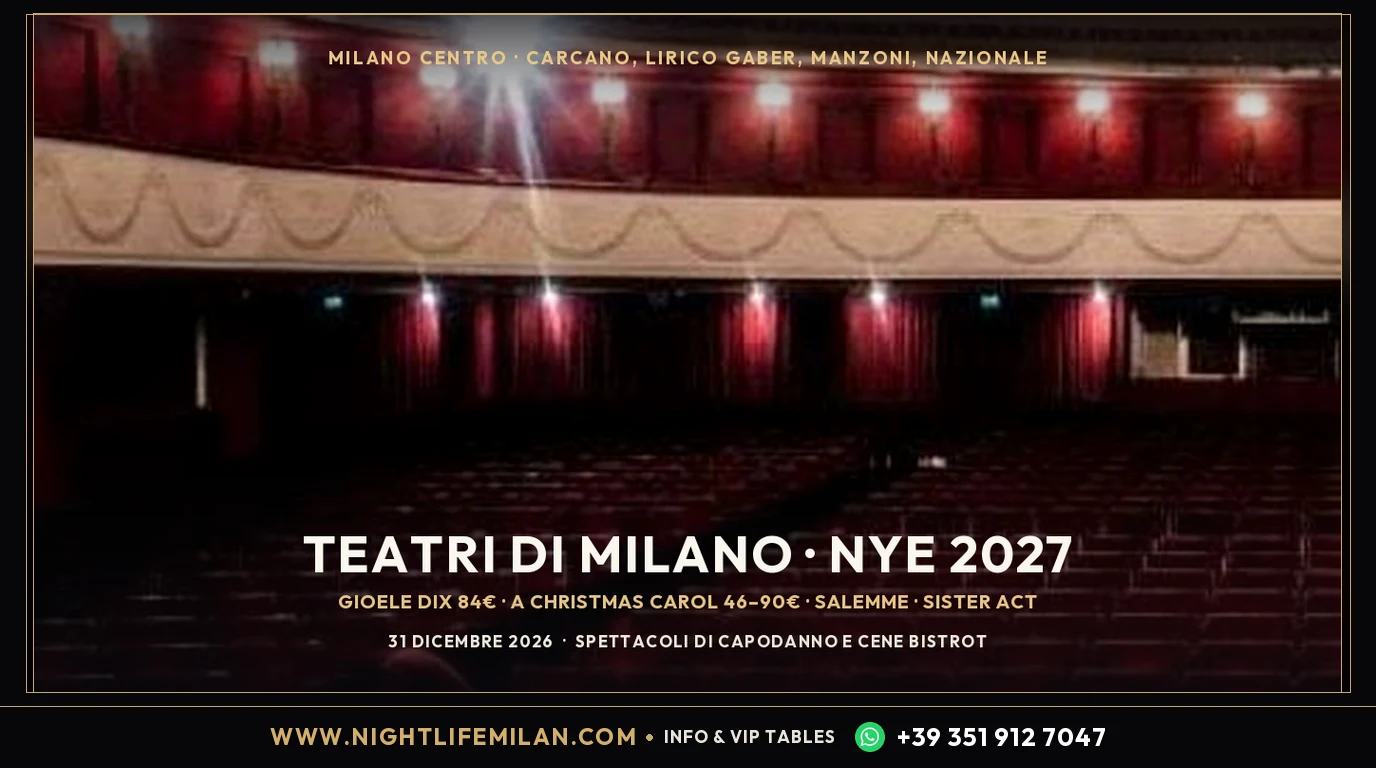 MILANO CENTRO · CARCANO, LIRICO GABER, MANZONI, NAZIONALE
TEATRI DI MILANO · NYE 2027
GIOELE DIX 84€ · A CHRISTMAS CAROL 46–90€ · SALEMME · SISTER ACT
31 DICEMBRE 2026 · SPETTACOLI DI CAPODANNO E CENE BISTROT
WWW.NIGHTLIFEMILAN.COM • INFO & VIP TABLES +39 351 912 7047